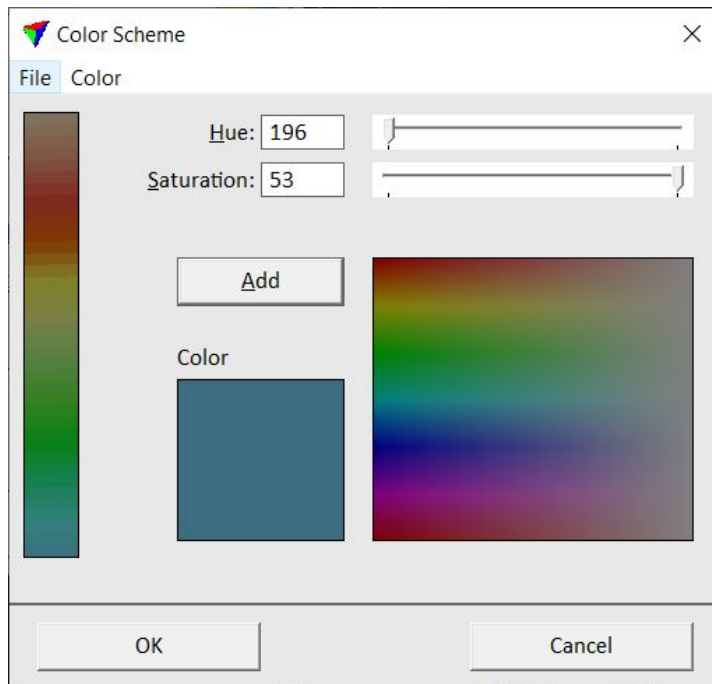 Color Scheme
File Color
Hue: 196
Saturation: 53
Add
Color
OK Cancel